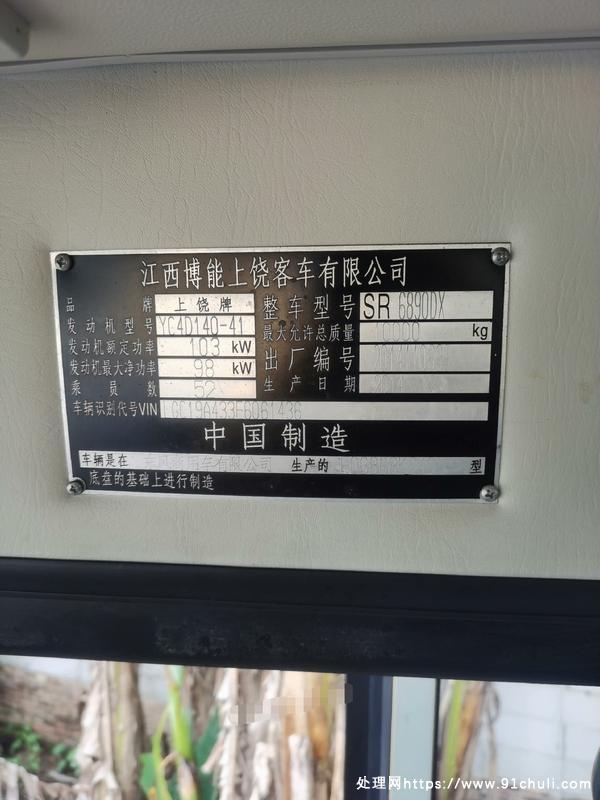 江西博能上饶客车有限公司
品牌 上饶牌 整车型号 SR 6890DX
发动机型号 YC4D140-41 最大允许总质量 kg
发动机额定功率 103 kW
发动机最大净功率 98 kW 出厂编号
乘员数 52 生产日期
车辆识别代号VIN
中国制造
车辆是在 生产的 型
底盘的基础上进行制造
处理网https://www.91chuli.com